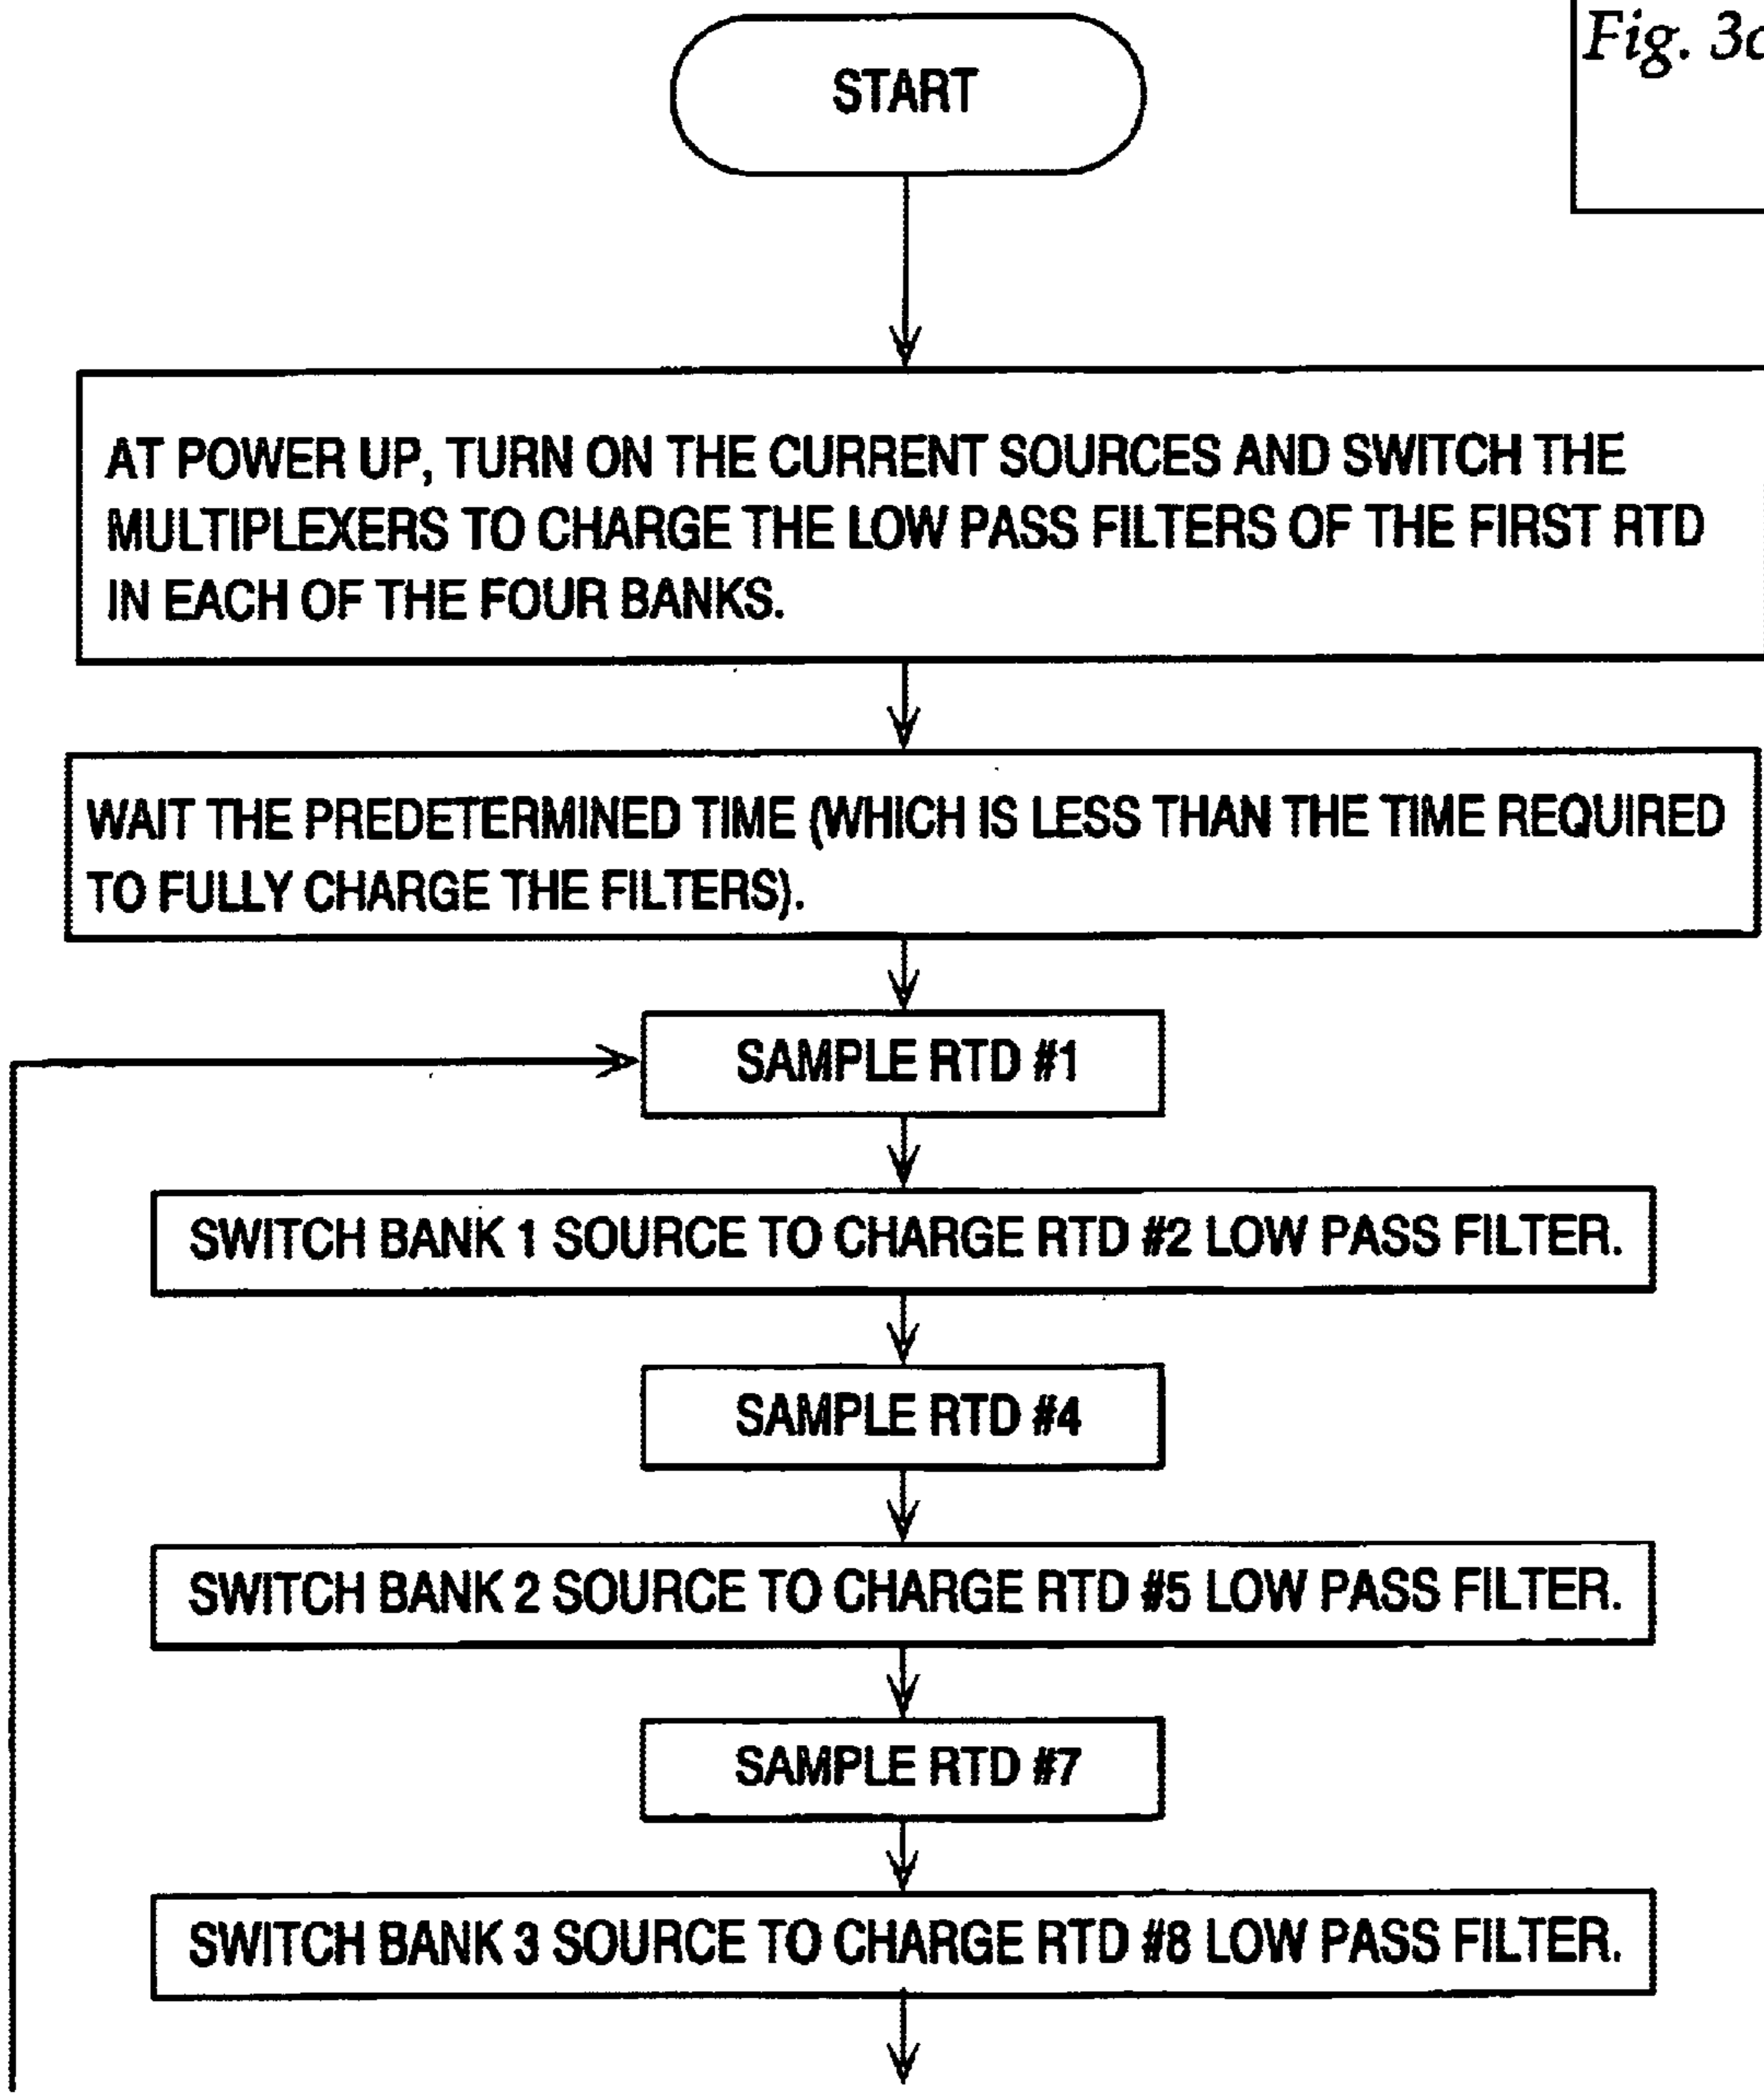 Fig. 3a
START
AT POWER UP, TURN ON THE CURRENT SOURCES AND SWITCH THE
MULTIPLEXERS TO CHARGE THE LOW PASS FILTERS OF THE FIRST RTD
IN EACH OF THE FOUR BANKS.
WAIT THE PREDETERMINED TIME (WHICH IS LESS THAN THE TIME REQUIRED
TO FULLY CHARGE THE FILTERS).
SAMPLE RTD #1
SWITCH BANK 1 SOURCE TO CHARGE RTD #2 LOW PASS FILTER.
SAMPLE RTD #4
SWITCH BANK 2 SOURCE TO CHARGE RTD #5 LOW PASS FILTER.
SAMPLE RTD #7
SWITCH BANK 3 SOURCE TO CHARGE RTD #8 LOW PASS FILTER.